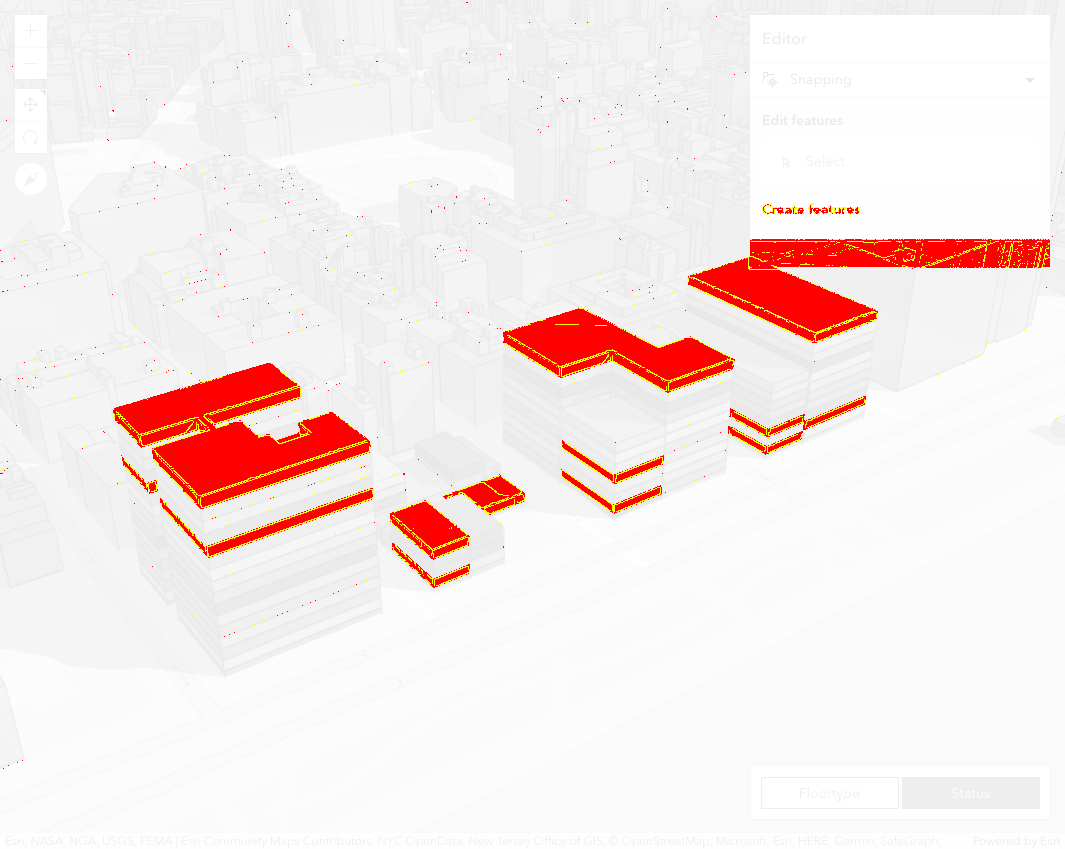 Editor
Snapping
Edit features
Select
Create features
Floortype
Status
Esri, NASA, NGA, USGS, FEMA | Esri Community Maps Contributors, NYC OpenData, New Jersey Office of GIS, © OpenStreetMap, Microsoft, Esri, HERE, Garmin, SafeGraph, ...
Powered by Esri